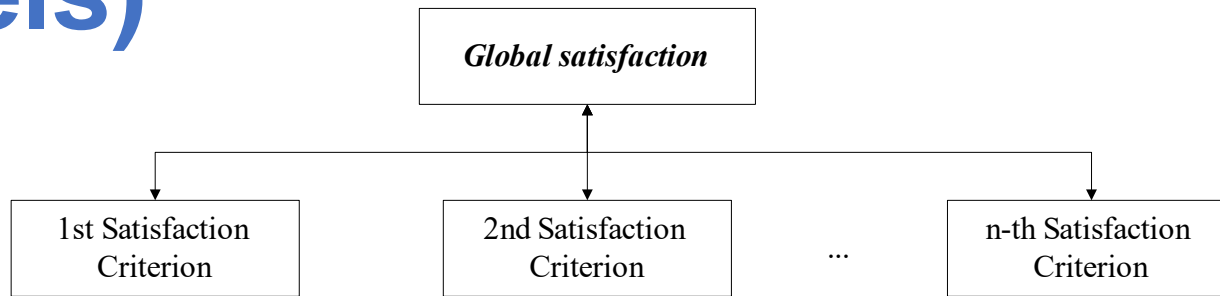 Global satisfaction
1st Satisfaction
Criterion
2nd Satisfaction
Criterion
...
n-th Satisfaction
Criterion